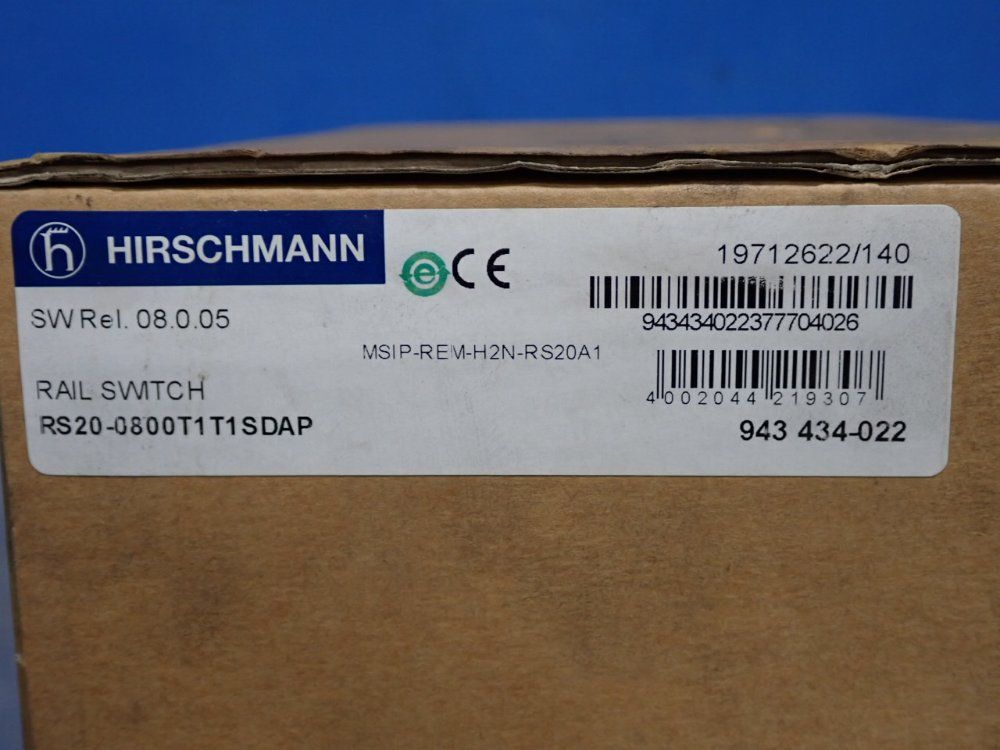 HIRSCHMANN
e CE
19712622/140
SW Rel. 08.0.05
943434022377704026
MSIP-REM-H2N-RS20A1
RAIL SWITCH
4 002044 219307
RS20-0800T1T1SDAP
943 434-022